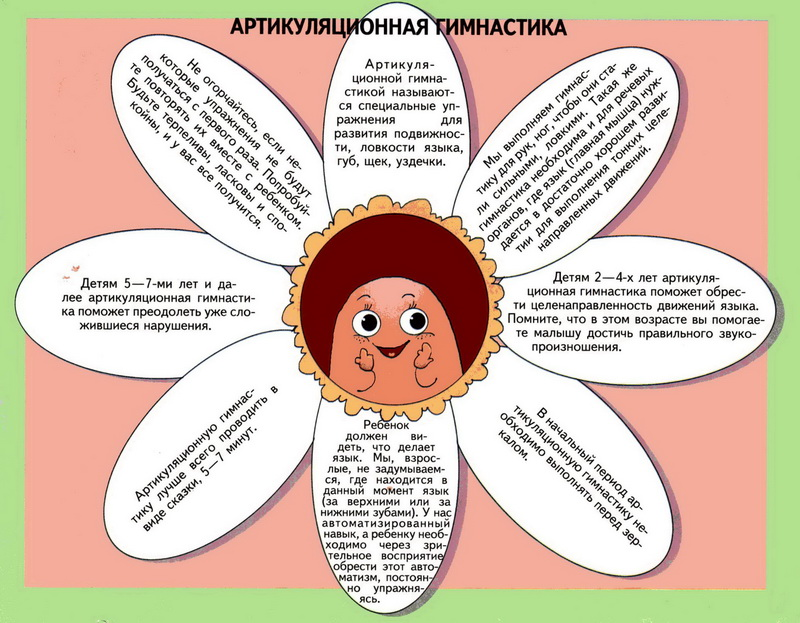 АРТИКУЛЯЦИОННАЯ ГИМНАСТИКА
Артикуля-
ционной гимна-
стикой называют-
ся специальные уп-
ражнения для
развития подвижнос-
ти, ловкости языка,
губ, щек, уздечки.
Мы выполняем гимнас-
тику для рук, ног, чтобы они ста-
ли сильными, ловкими. Такая же
гимнастика необходима и для речевых
органов, где язык (главная мышца) нуж-
дается в достаточно хорошем разви-
тии для выполнения тонких целе-
направленных движений.
Детям 2—4-х лет артикуля-
ционная гимнастика поможет обрес-
ти целенаправленность движений языка.
Помните, что в этом возрасте вы помогае-
те малышу достичь правильного звуко-
произношения.
В начальный период ар-
тикуляционную гимнастику не-
обходимо выполнять перед зер-
калом.
Ребенок
должен ви-
деть, что делает
язык. Мы, взрос-
лые, не задумываем-
ся, где находится в
данный момент язык
(за верхними или за
нижними зубами). У нас
автоматизированный
навык, а ребенку необ-
ходимо через зри-
тельное восприятие
обрести этот авто-
матизм, постоян-
но упражня-
ясь.
Артикуляционную гимнас-
тику лучше всего проводить в
виде сказки, 5—7 минут.
Детям 5—7-ми лет и да-
лее артикуляционная гимнасти-
ка поможет преодолеть уже сло-
жившиеся нарушения.
Не огорчайтесь, если не-
которые упражнения не будут
получаться с первого раза. Попробуй-
те повторять их вместе с ребенком.
Будьте терпеливы, ласковы и спо-
койны, и у вас все получится.